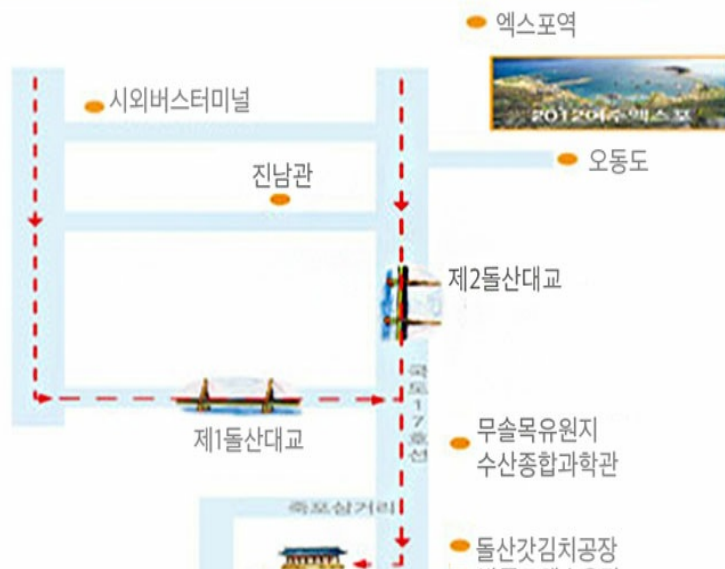 엑스포역
시외버스터미널
2012여수엑스포
오동도
진남관
제2돌산대교
국도17호선
제1돌산대교
무솔목유원지
수산종합과학관
죽포삼거리
돌산갓김치공장